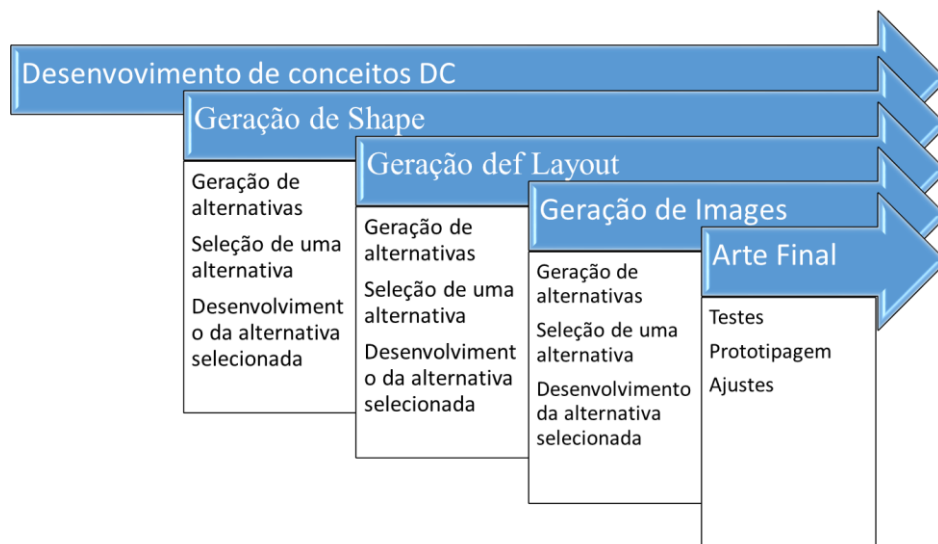 Desenvovimento de conceitos DC
Geração de Shape
Geração de
alternativas
Seleção de uma
alternativa
Desenvolviment
o da alternativa
selecionada
Geração def Layout
Geração de
alternativas
Seleção de uma
alternativa
Desenvolviment
o da alternativa
selecionada
Geração de Images
Geração de
alternativas
Seleção de uma
alternativa
Desenvolvimento
da alternativa
selecionada
Arte Final
Testes
Prototipagem
Ajustes